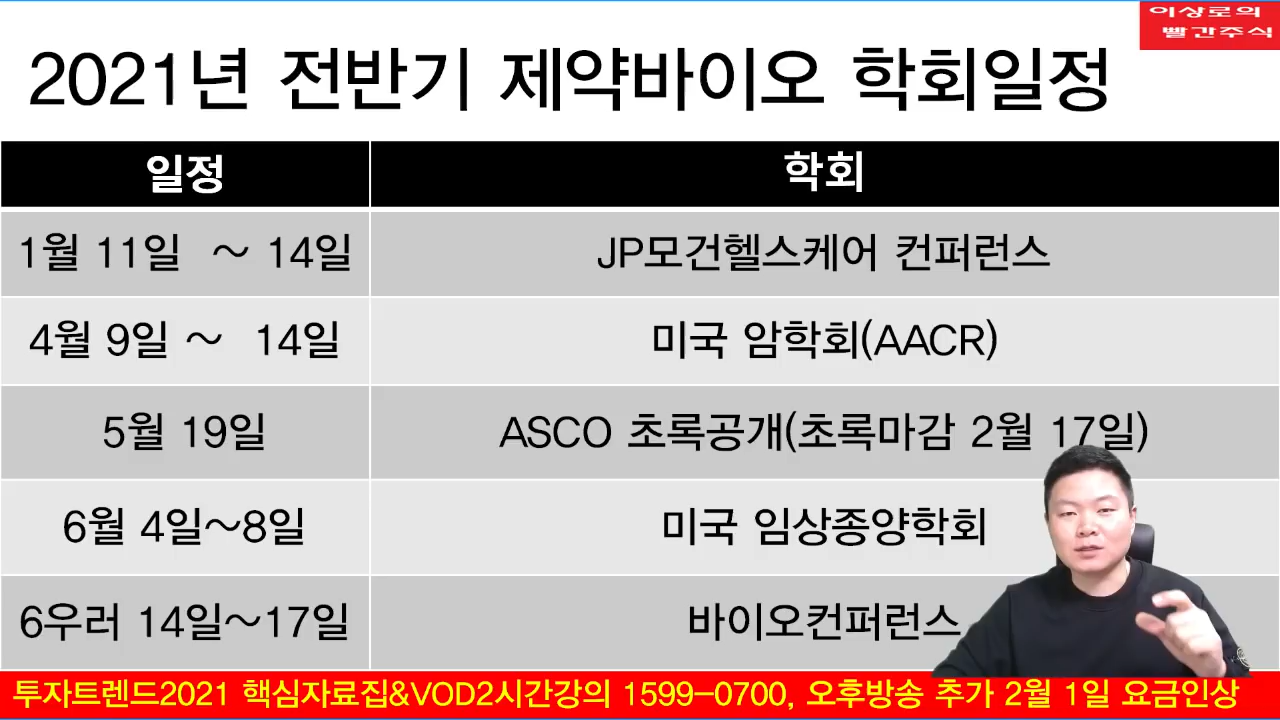 이상로의
빨간주식
2021년 전반기 제약바이오 학회일정
일정 학회
1월 11일 ~ 14일 JP모건헬스케어 컨퍼런스
4월 9일 ~ 14일 미국 암학회(AACR)
5월 19일 ASCO 초록공개(초록마감 2월 17일)
6월 4일~8일 미국 임상종양학회
6우러 14일~17일 바이오컨퍼런스
투자트렌드2021 핵심자료집&VOD2시간강의 1599-0700, 오후방송 추가 2월 1일 요금인상